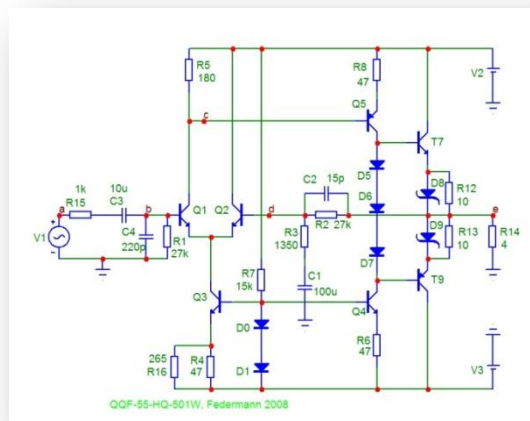 R5
180
R8
47
V2
c
Q5
T7
C2
15p
D5
D8
R12
10
1k
10u
a
R15
C3
b
Q1
Q2
d
D6
R2 27k
e
V1
C4
220p
R1
27k
R3
1350
D9
R13
10
R14
4
R7
15k
C1
100u
D7
Q3
Q4
T9
D0
265
R16
R4
47
D1
R6
47
V3
QQF-55-HQ-501W, Federmann 2008